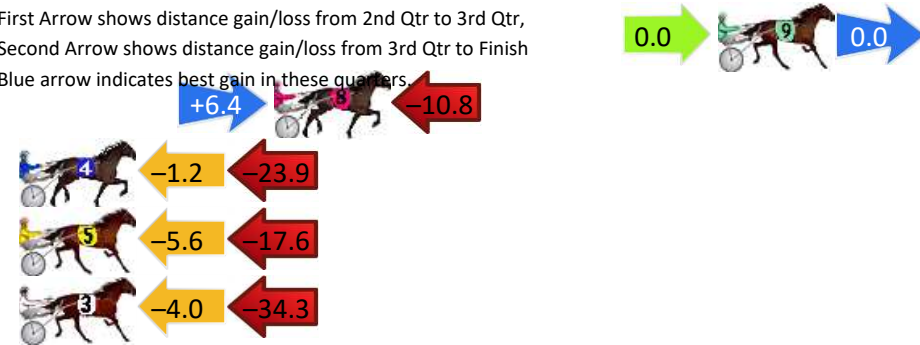 First Arrow shows distance gain/loss from 2nd Qtr to 3rd Qtr,
Second Arrow shows distance gain/loss from 3rd Qtr to Finish
Blue arrow indicates best gain in these quarters.
0.0 9 0.0
+6.4 8 –10.8
4 –1.2 –23.9
5 –5.6 –17.6
3 –4.0 –34.3